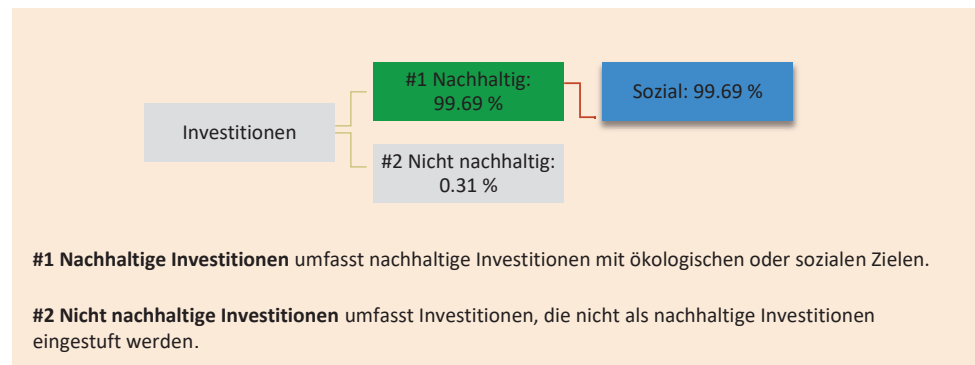 #1 Nachhaltig:
99.69 %
Sozial: 99.69 %
Investitionen
#2 Nicht nachhaltig:
0.31 %
#1 Nachhaltige Investitionen umfasst nachhaltige Investitionen mit ökologischen oder sozialen Zielen.
#2 Nicht nachhaltige Investitionen umfasst Investitionen, die nicht als nachhaltige Investitionen
eingestuft werden.